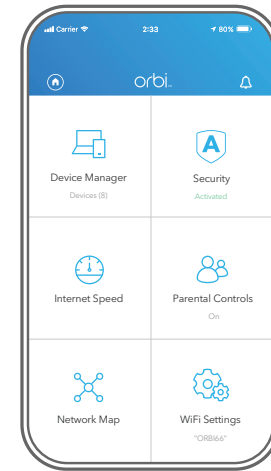 Carrier 2:33 80%
orbi
A
Device Manager Security
Devices (8) Activated
Internet Speed Parental Controls
On
Network Map WiFi Settings
"ORBI66"